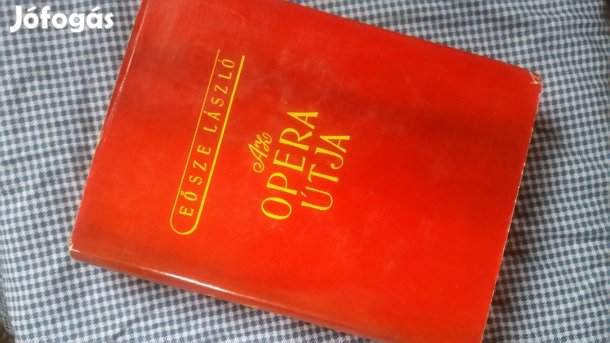 Jófogás
EŐSZE LÁSZLÓ
Az
OPERA
ÚTJA